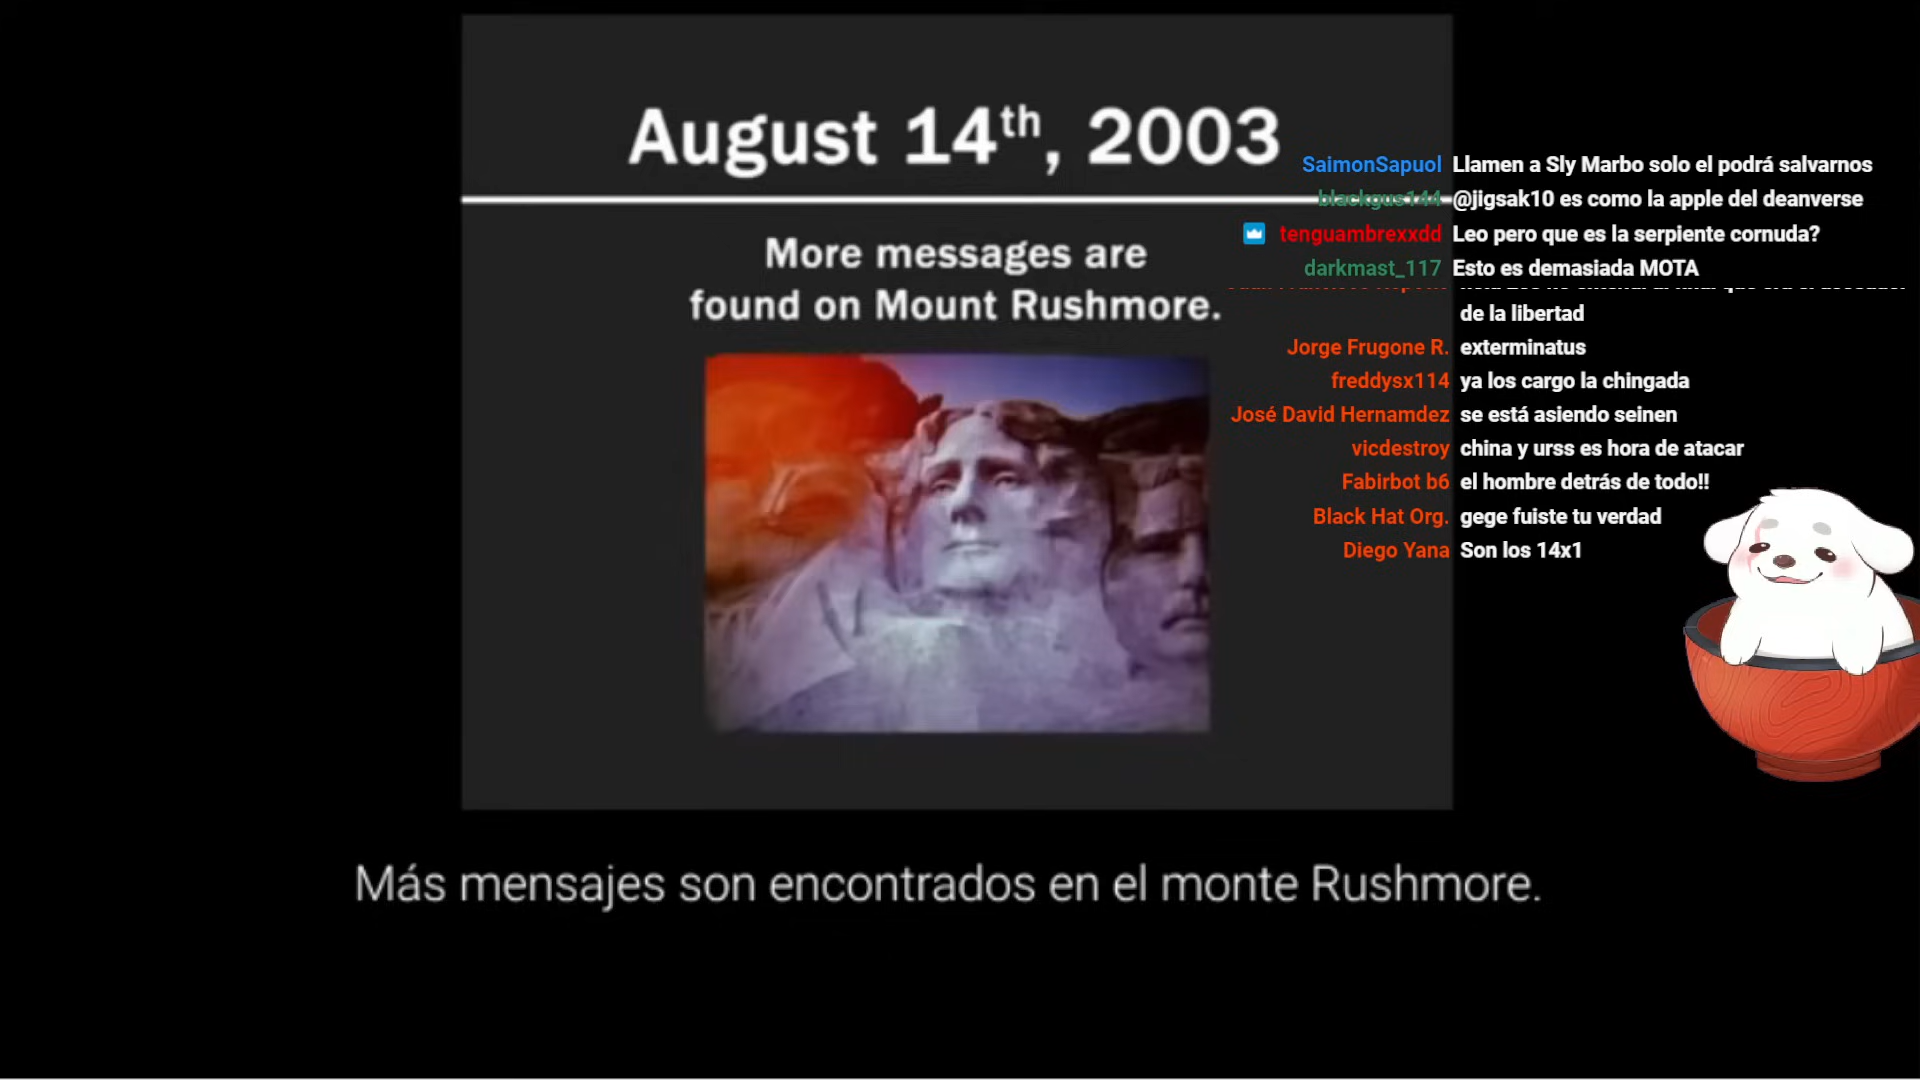 August 14th, 2003
More messages are
found on Mount Rushmore.
SaimonSapuol Llamen a Sly Marbo solo el podrá salvarnos
blackgus144 @jigsak10 es como la apple del deanverse
tenguambrexxdd Leo pero que es la serpiente cornuda?
darkmast_117 Esto es demasiada MOTA
de la libertad
Jorge Frugone R. exterminatus
freddysx114 ya los cargo la chingada
José David Hernamdez se está asiendo seinen
vicdestroy china y urss es hora de atacar
Fabirbot b6 el hombre detrás de todo!!
Black Hat Org. gege fuiste tu verdad
Diego Yana Son los 14x1
Más mensajes son encontrados en el monte Rushmore.